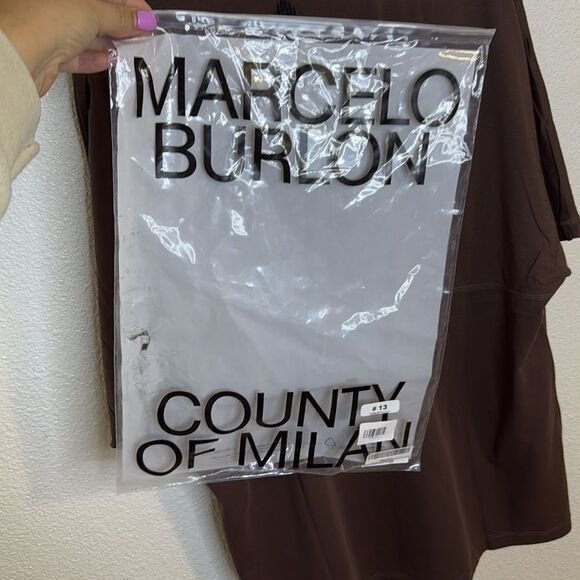 MARCELO
BURLON
COUNTY
# 13
OF MILAN